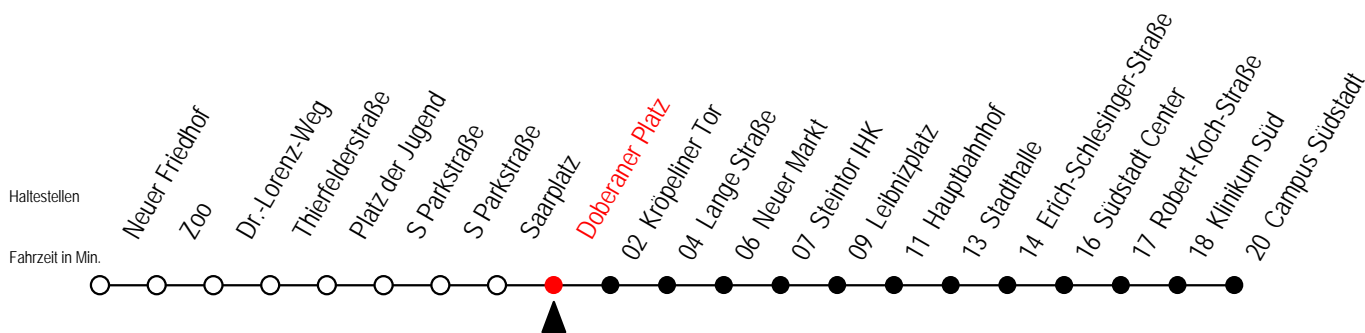 Haltestellen
Fahrzeit in Min.
Neuer Friedhof
Zoo
Dr.-Lorenz-Weg
Thierfelderstraße
Platz der Jugend
S Parkstraße
S Parkstraße
Saarplatz
Doberaner Platz
02 Kröpeliner Tor
04 Lange Straße
06 Neuer Markt
07 Steintor IHK
09 Leibnizplatz
11 Hauptbahnhof
13 Stadthalle
14 Erich-Schlesinger-Straße
16 Südstadt Center
17 Robert-Koch-Straße
18 Klinikum Süd
20 Campus Südstadt